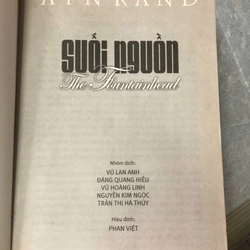 AYN RAND
SUỐI NGUỒN
The Fountainhead
Nhóm dịch:
VŨ LAN ANH
ĐẶNG QUANG HIẾU
VŨ HOÀNG LINH
NGUYỄN KIM NGỌC
TRẦN THỊ HÀ THỦY
Hiệu đính:
PHAN VIỆT